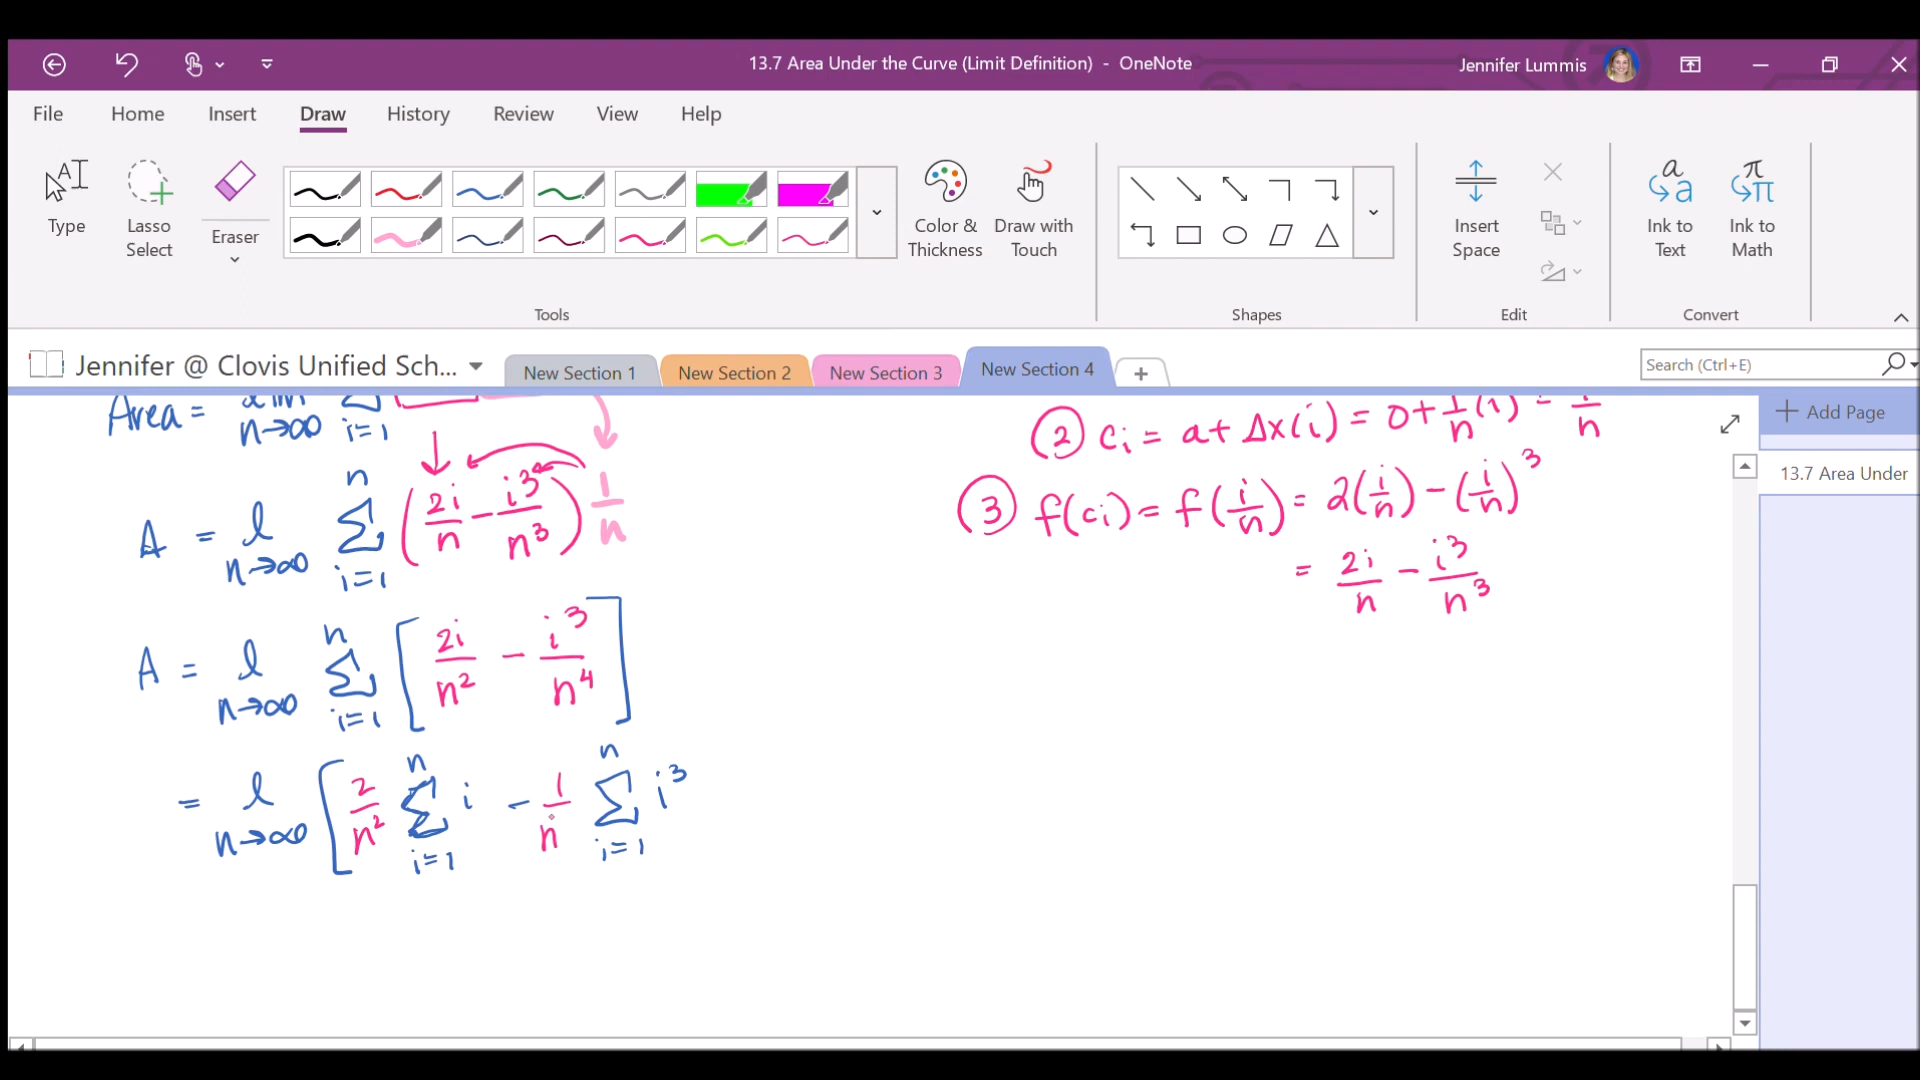 13.7 Area Under the Curve (Limit Definition) - OneNote
Jennifer Lummis
File Home Insert Draw History Review View Help
Type
Lasso Select
Eraser
Color & Thickness
Draw with Touch
Insert Space
Ink to Text
Ink to Math
Tools Shapes Edit Convert
Jennifer @ Clovis Unified Sch... New Section 1 New Section 2 New Section 3 New Section 4 + Search (Ctrl+E)
+ Add Page
13.7 Area Under
Area = lim n→∞ Σ i=1
A = l n→∞ Σ i=1 n (2i/n - i³/n³) 1/n
A = l n→∞ Σ i=1 n [2i/n² - i³/n⁴]
= l n→∞ [2/n² Σ i=1 n i - 1/n Σ i=1 n i³
② ci = a + Δx(i) = 0 + 1/n (i) = i/n
③ f(ci) = f(i/n) = 2(i/n) - (i/n)³
= 2i/n - i³/n³